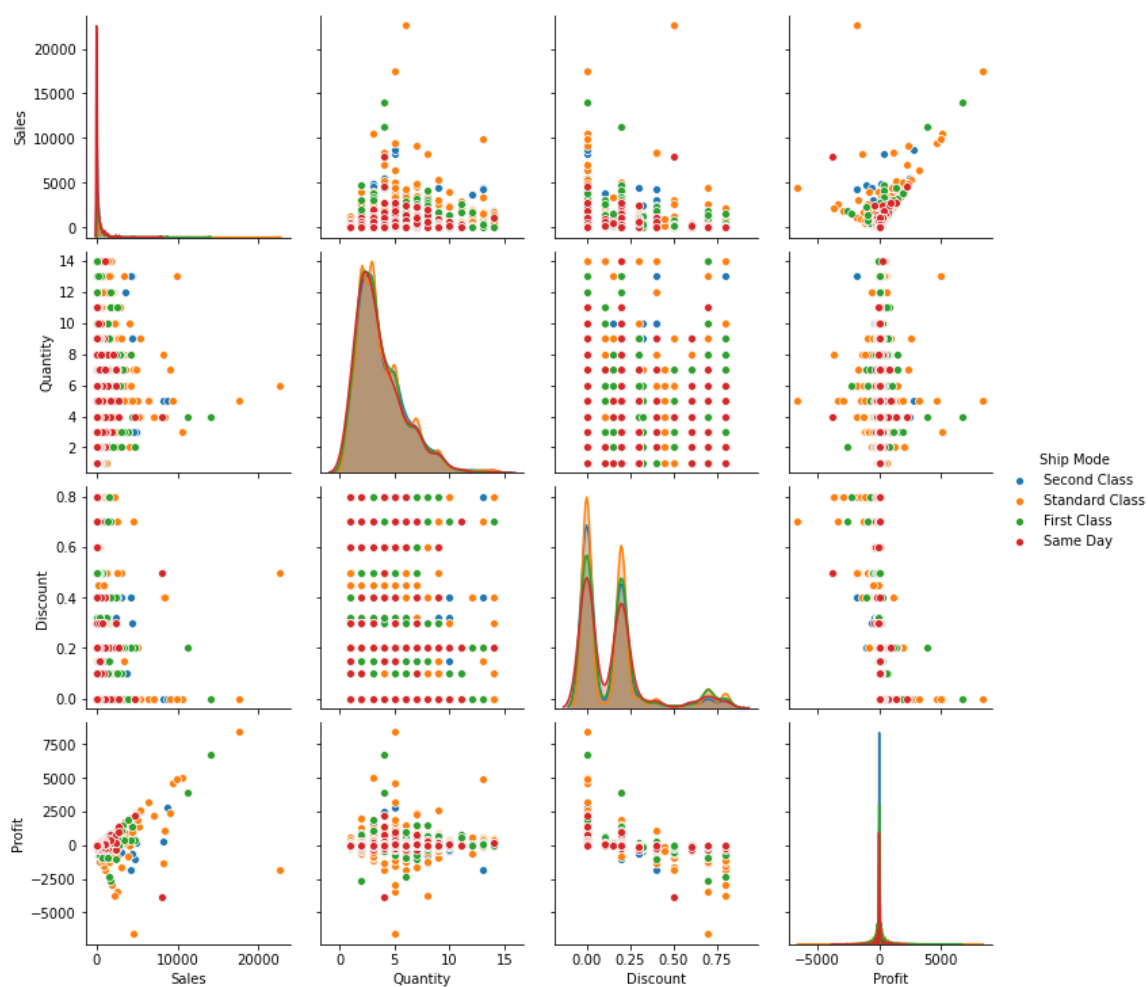 20000
15000
10000
5000
0
Sales
14
12
10
8
6
4
2
Quantity
0.8
0.6
0.4
0.2
0.0
Discount
7500
5000
2500
0
−2500
−5000
Profit
0 10000 20000
Sales
0 5 10 15
Quantity
0.00 0.25 0.50 0.75
Discount
−5000 0 5000
Profit
Ship Mode
Second Class
Standard Class
First Class
Same Day